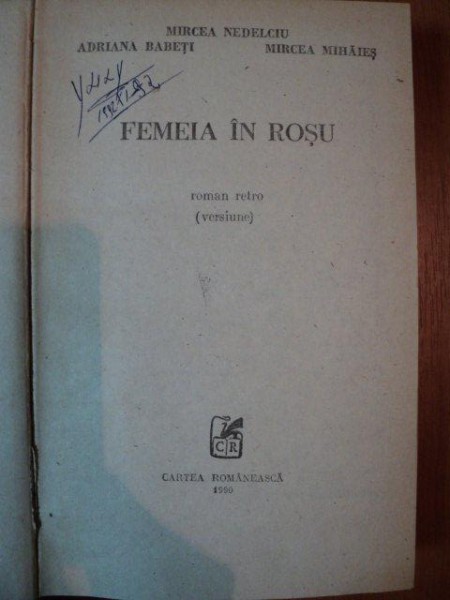 MIRCEA NEDELCIU
ADRIANA BABEȚI MIRCEA MIHĂIEȘ
FEMEIA ÎN ROȘU
roman retro
(versiune)
CR
CARTEA ROMÂNEASCĂ
1990